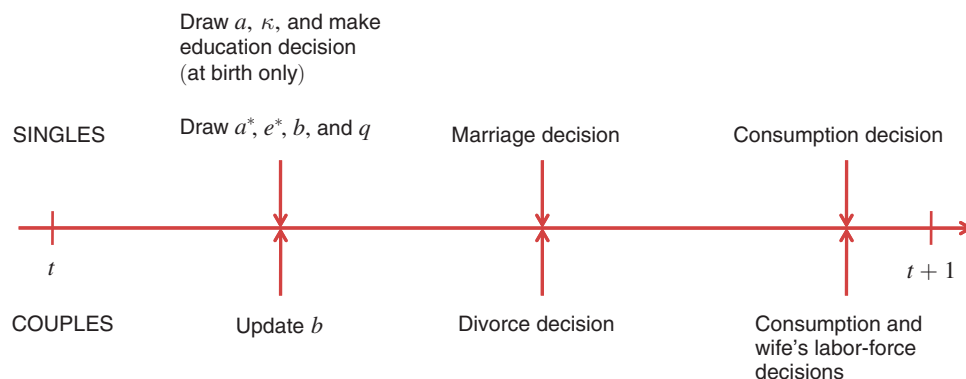 Draw a, κ, and make
education decision
(at birth only)
Draw a*, e*, b, and q
SINGLES
Marriage decision
Consumption decision
t
t + 1
COUPLES
Update b
Divorce decision
Consumption and
wife's labor-force
decisions